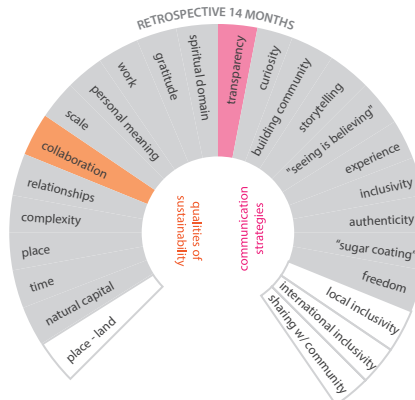 RETROSPECTIVE 14 MONTHS
place - land
natural capital
time
place
complexity
relationships
collaboration
scale
personal meaning
work
gratitude
spiritual domain
transparency
curiosity
building community
storytelling
"seeing is believing"
experience
inclusivity
authenticity
"sugar coating"
freedom
local inclusivity
international inclusivity
sharing w/ community
qualities of
sustainability
communication
strategies